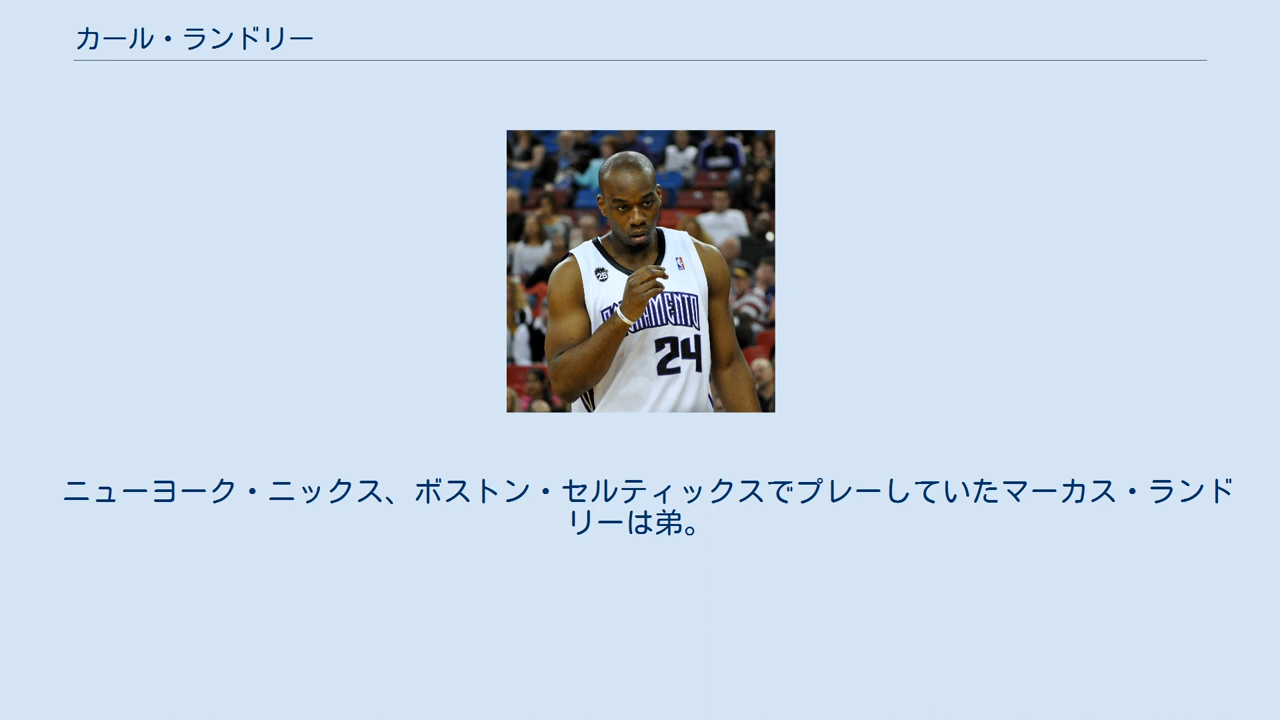 カール・ランドリー
25
SACRAMENTO
24
ニューヨーク・ニックス、ボストン・セルティックスでプレーしていたマーカス・ランド
リーは弟。